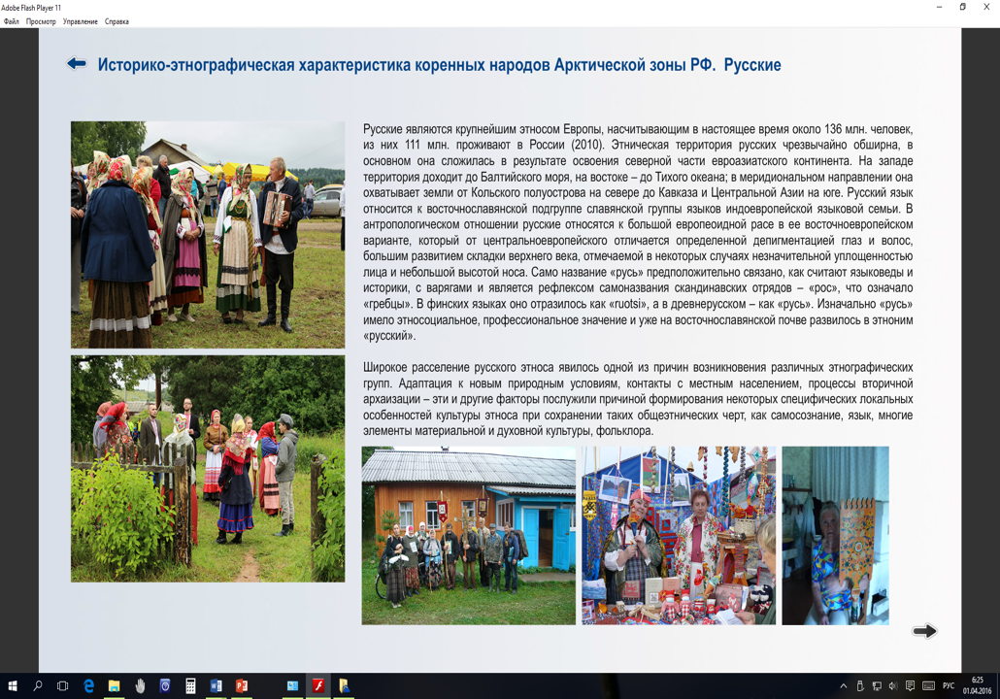 Adobe Flash Player 11
Файл Просмотр Управление Справка
Историко-этнографическая характеристика коренных народов Арктической зоны РФ. Русские
Русские являются крупнейшим этносом Европы, насчитывающим в настоящее время около 136 млн. человек,
из них 111 млн. проживают в России (2010). Этническая территория русских чрезвычайно обширна, в
основном она сложилась в результате освоения северной части евроазиатского континента. На западе
территория доходит до Балтийского моря, на востоке – до Тихого океана; в меридиональном направлении она
охватывает земли от Кольского полуострова на севере до Кавказа и Центральной Азии на юге. Русский язык
относится к восточнославянской подгруппе славянской группы языков индоевропейской языковой семьи. В
антропологическом отношении русские относятся к большой европеоидной расе в ее восточноевропейском
варианте, который от центральноевропейского отличается определенной депигментацией глаз и волос,
большим развитием складки верхнего века, отмечаемой в некоторых случаях незначительной уплощенностью
лица и небольшой высотой носа. Само название «русь» предположительно связано, как считают языковеды и
историки, с варягами и является рефлексом самоназвания скандинавских отрядов – «рос», что означало
«гребцы». В финских языках оно отразилось как «ruotsi», а в древнерусском – как «русь». Изначально «русь»
имело этносоциальное, профессиональное значение и уже на восточнославянской почве развилось в этноним
«русский».
Широкое расселение русского этноса явилось одной из причин возникновения различных этнографических
групп. Адаптация к новым природным условиям, контакты с местным населением, процессы вторичной
архаизации – эти и другие факторы послужили причиной формирования некоторых специфических локальных
особенностей культуры этноса при сохранении таких общеэтнических черт, как самосознание, язык, многие
элементы материальной и духовной культуры, фольклора.
РУС
6:25
01.04.2016